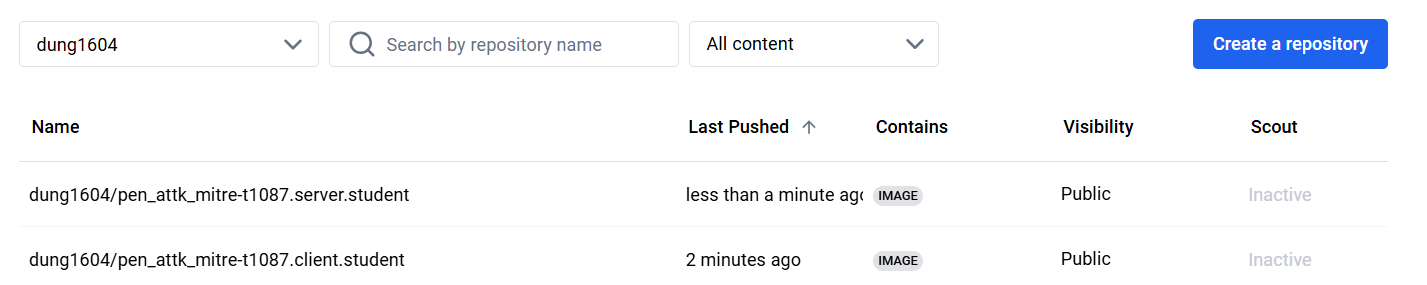 dung1604 Search by repository name All content Create a repository
Name Last Pushed Contains Visibility Scout
dung1604/pen_attk_mitre-t1087.server.student less than a minute ago IMAGE Public Inactive
dung1604/pen_attk_mitre-t1087.client.student 2 minutes ago IMAGE Public Inactive